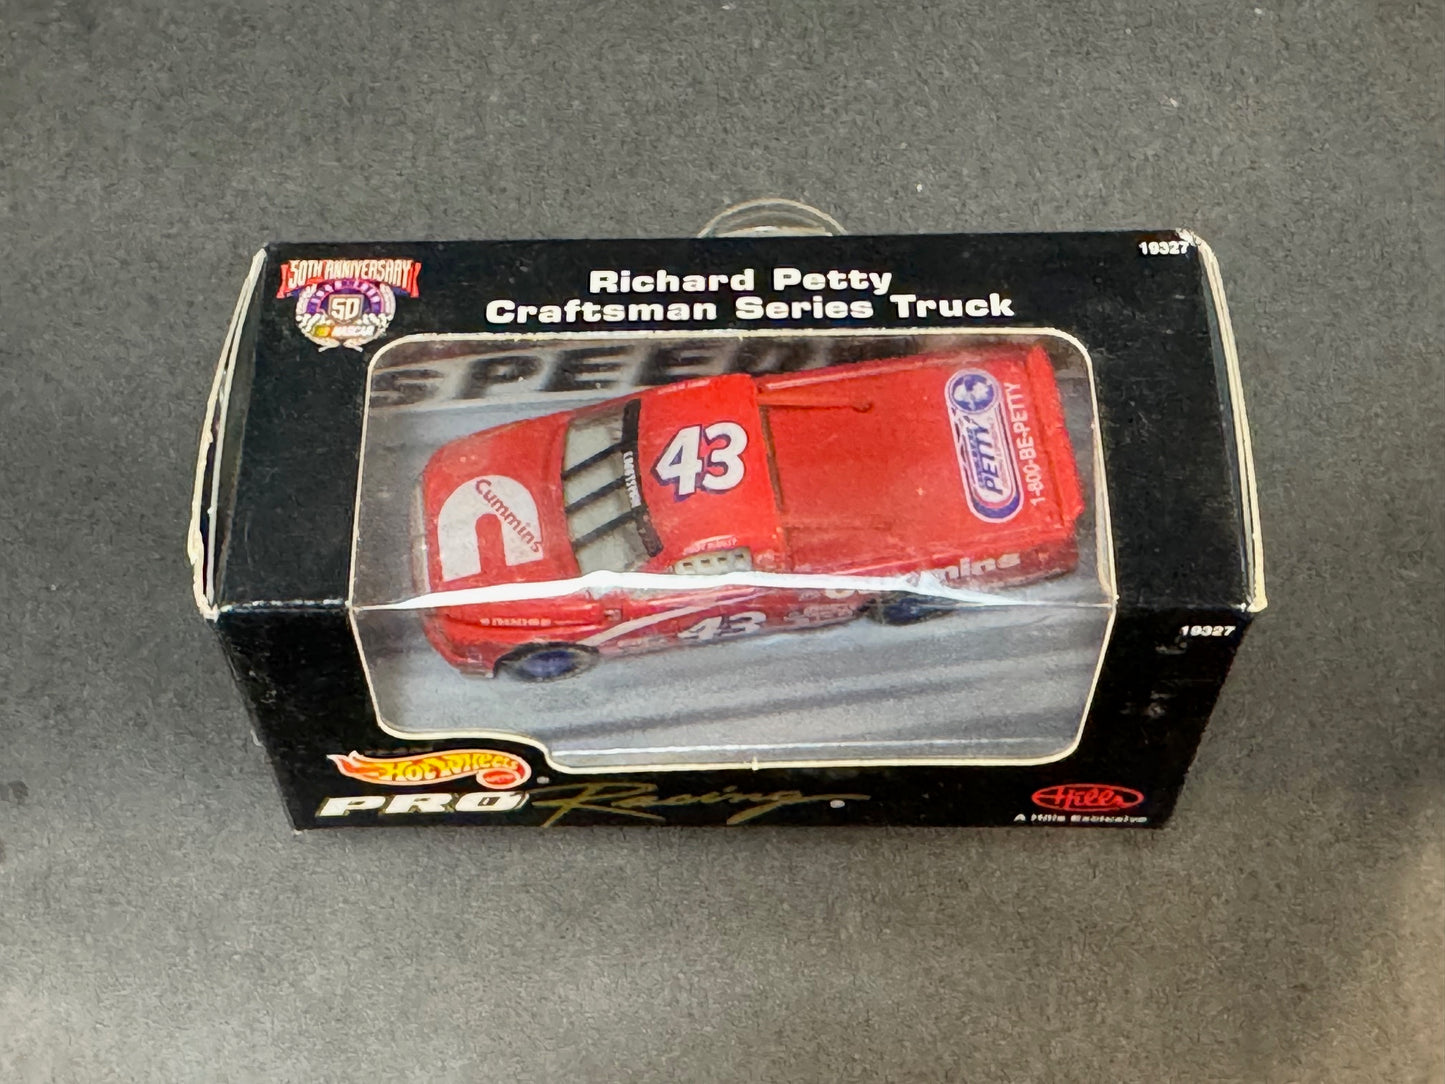 19327
50TH ANNIVERSARY
50
NASCAR
Richard Petty
Craftsman Series Truck
SPEED
43
Cummins
PETTY
1-800-BE-PETTY
43
19327
Hot Wheels
PRO Racing
Hills
A Hills Exclusive